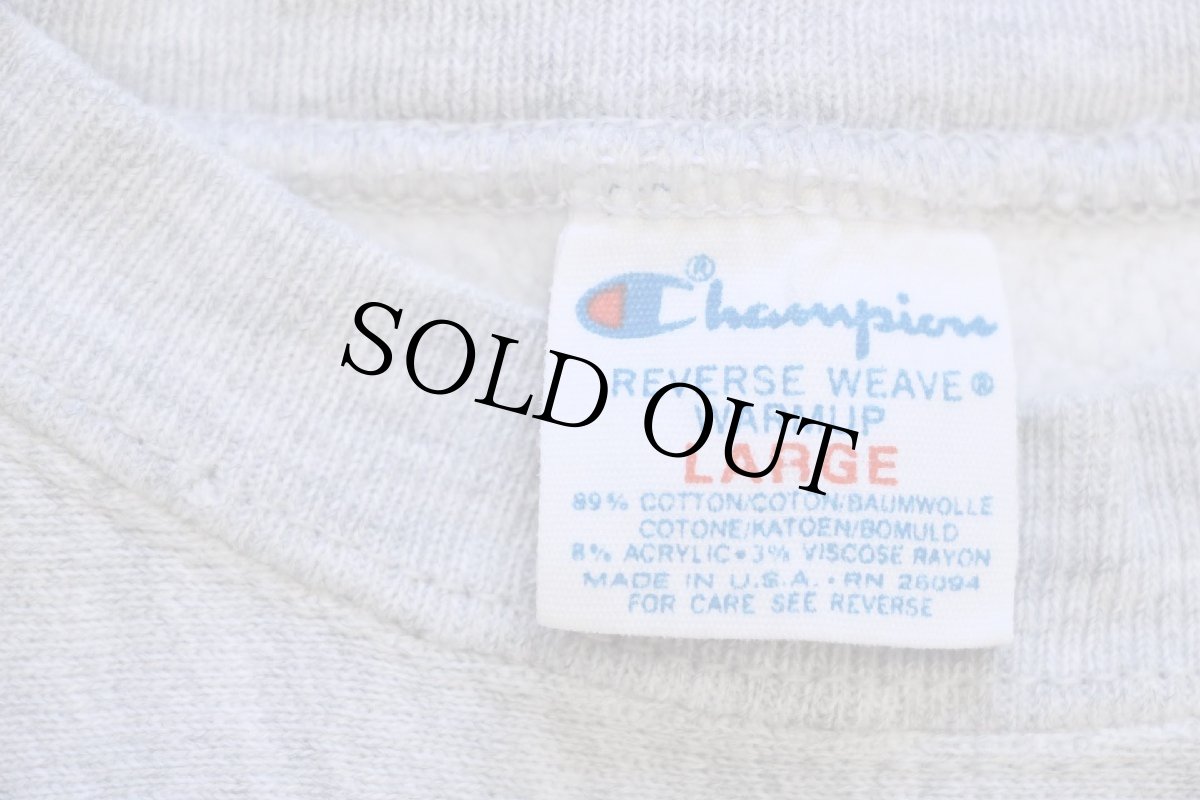 Champion®
REVERSE WEAVE®
WARMUP
LARGE
89% COTTON/COTON/BAUMWOLLE
COTONE/KATOEN/BOMULD
8% ACRYLIC • 3% VISCOSE RAYON
MADE IN U.S.A. • RN 26094
FOR CARE SEE REVERSE
SOLD OUT